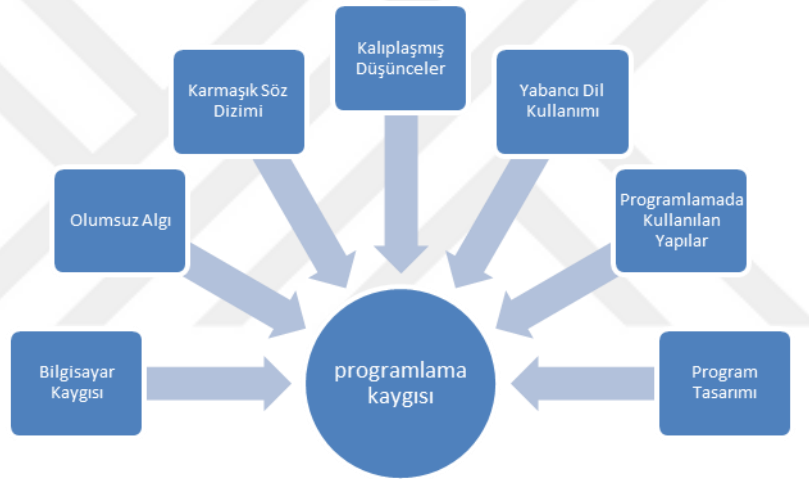 Kalıplaşmış
Düşünceler
Karmaşık Söz
Dizimi
Yabancı Dil
Kullanımı
Olumsuz Algı
Programlamada
Kullanılan
Yapılar
Bilgisayar
Kaygısı
programlama
kaygısı
Program
Tasarımı